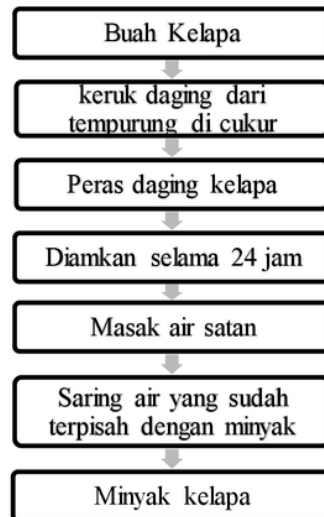 Buah Kelapa
keruk daging dari
tempurung di cukur
Peras daging kelapa
Diamkan selama 24 jam
Masak air satan
Saring air yang sudah
terpisah dengan minyak
Minyak kelapa